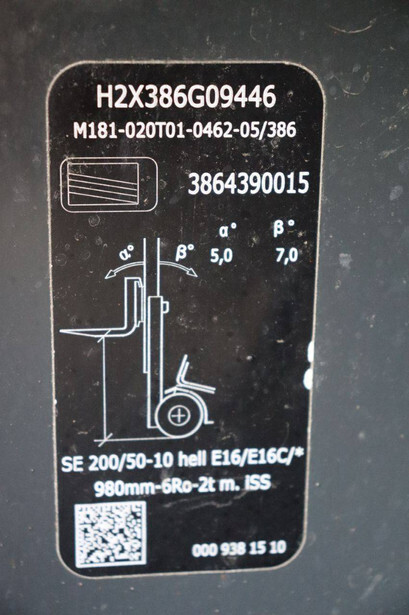 H2X386G09446
M181-020T01-0462-05/386
3864390015
α° β°
α° β° 5,0 7,0
SE 200/50-10 hell E16/E16C/*
980mm-6Ro-2t m. iSS
000 938 15 10